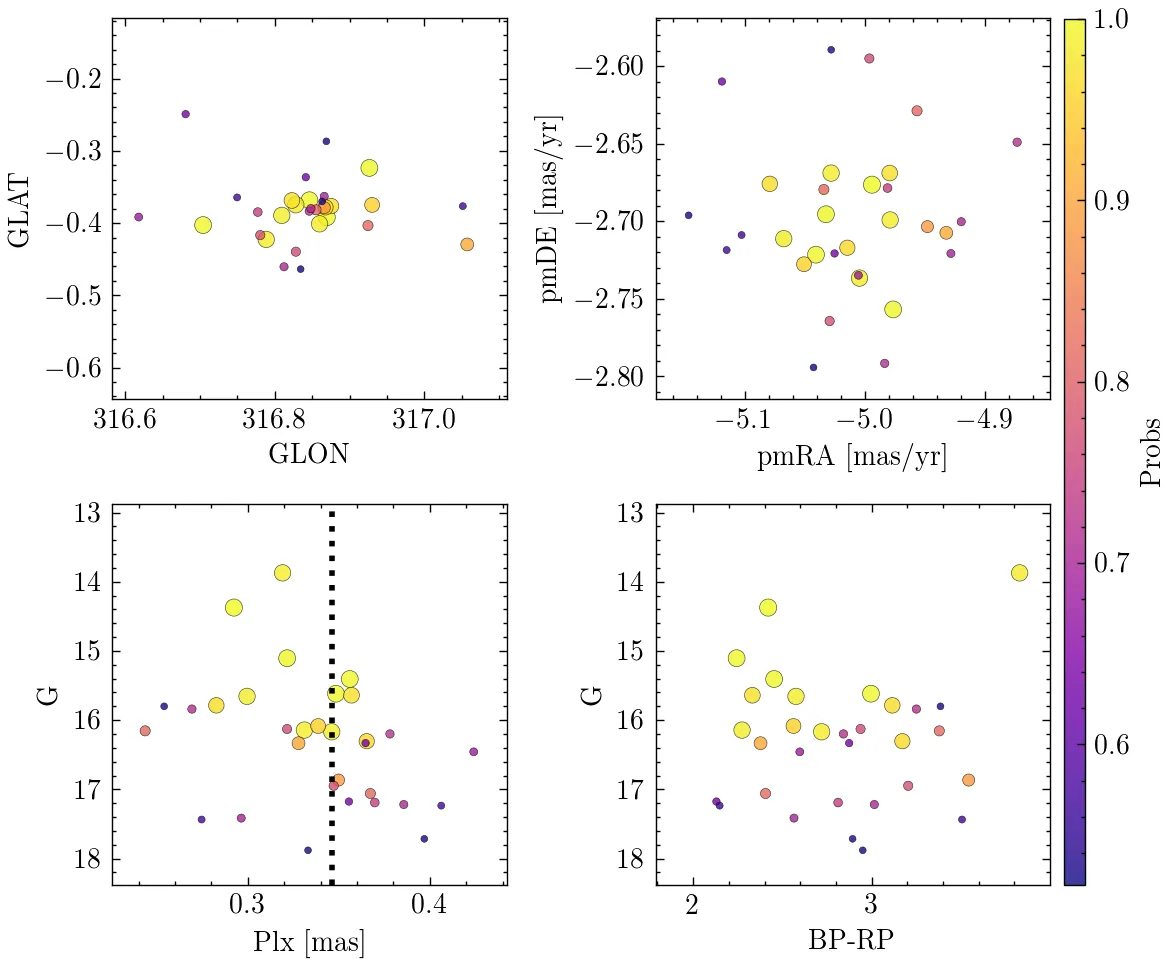 −0.2
−0.3
−0.4
−0.5
−0.6
GLAT
316.6 316.8 317.0
GLON
−2.60
−2.65
−2.70
−2.75
−2.80
pmDE [mas/yr]
−5.1 −5.0 −4.9
pmRA [mas/yr]
13
14
15
16
17
18
G
0.3 0.4
Plx [mas]
13
14
15
16
17
18
G
2 3
BP-RP
1.0
0.9
0.8
0.7
0.6
Probs